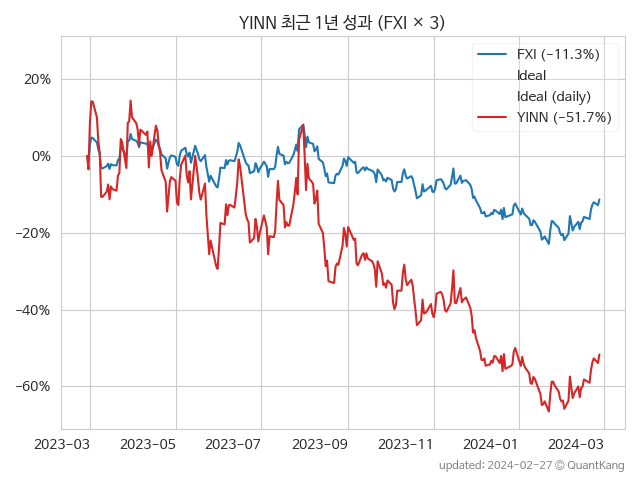 YINN 최근 1년 성과 (FXI × 3)
FXI (−11.3%)
Ideal
Ideal (daily)
YINN (−51.7%)
20%
0%
−20%
−40%
−60%
2023-03 2023-05 2023-07 2023-09 2023-11 2024-01 2024-03
updated: 2024-02-27 © QuantKang